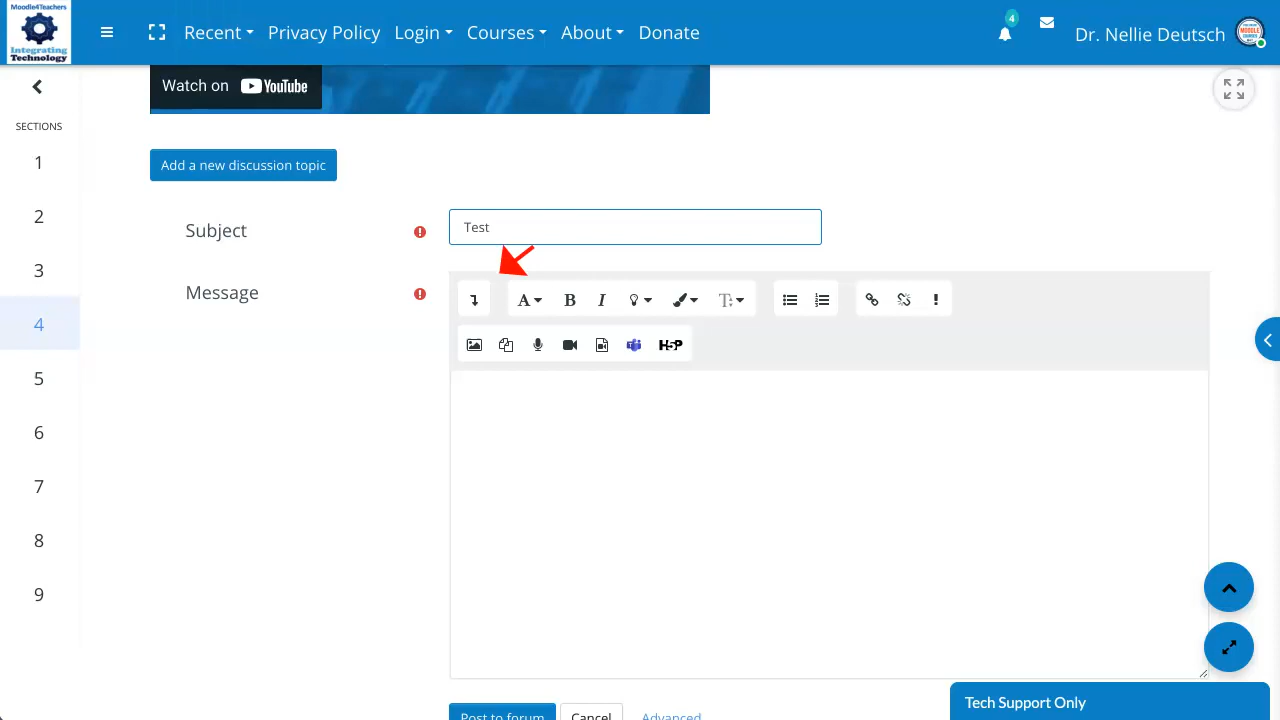 Moodle4Teachers
Integrating
Technology
Recent Privacy Policy Login Courses About Donate
4
Dr. Nellie Deutsch
Watch on YouTube
SECTIONS
1
2
3
4
5
6
7
8
9
Add a new discussion topic
Subject
Test
Message
A B I T
H5P
Post to forum Cancel Advanced
Tech Support Only